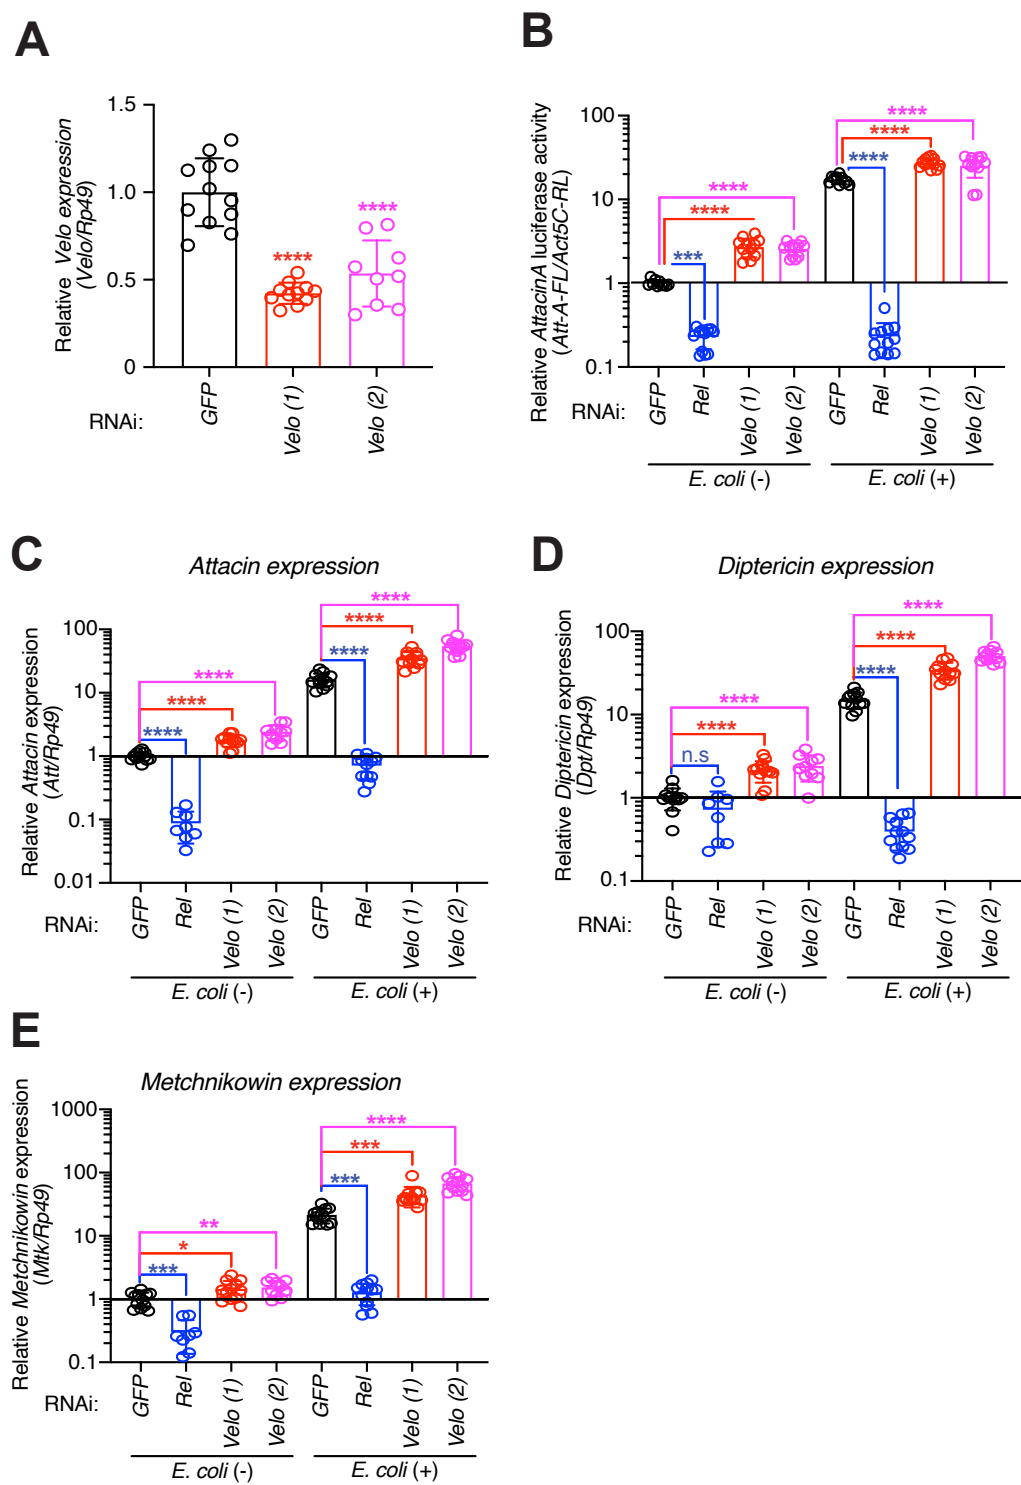 A
Relative Velo expression
(Velo/Rp49)
1.5
1.0
0.5
0
****
****
RNAi:
GFP
Velo (1)
Velo (2)
B
Relative AttacinA luciferase activity
(Att-A-FL/Act5C-RL)
100
10
1
0.1
****
****
***
****
****
****
GFP
Rel
Velo (1)
Velo (2)
GFP
Rel
Velo (1)
Velo (2)
RNAi:
E. coli (-)
E. coli (+)
C
Attacin expression
Relative Attacin expression
(Att/Rp49)
100
10
1
0.1
0.01
****
****
****
****
****
****
RNAi:
GFP
Rel
Velo (1)
Velo (2)
GFP
Rel
Velo (1)
Velo (2)
E. coli (-)
E. coli (+)
D
Diptericin expression
Relative Diptericin expression
(Dpt/Rp49)
100
10
1
0.1
****
****
n.s
****
****
****
RNAi:
GFP
Rel
Velo (1)
Velo (2)
GFP
Rel
Velo (1)
Velo (2)
E. coli (-)
E. coli (+)
E
Metchnikowin expression
Relative Metchnikowin expression
(Mtk/Rp49)
1000
100
10
1
0.1
**
*
***
****
***
***
RNAi:
GFP
Rel
Velo (1)
Velo (2)
GFP
Rel
Velo (1)
Velo (2)
E. coli (-)
E. coli (+)